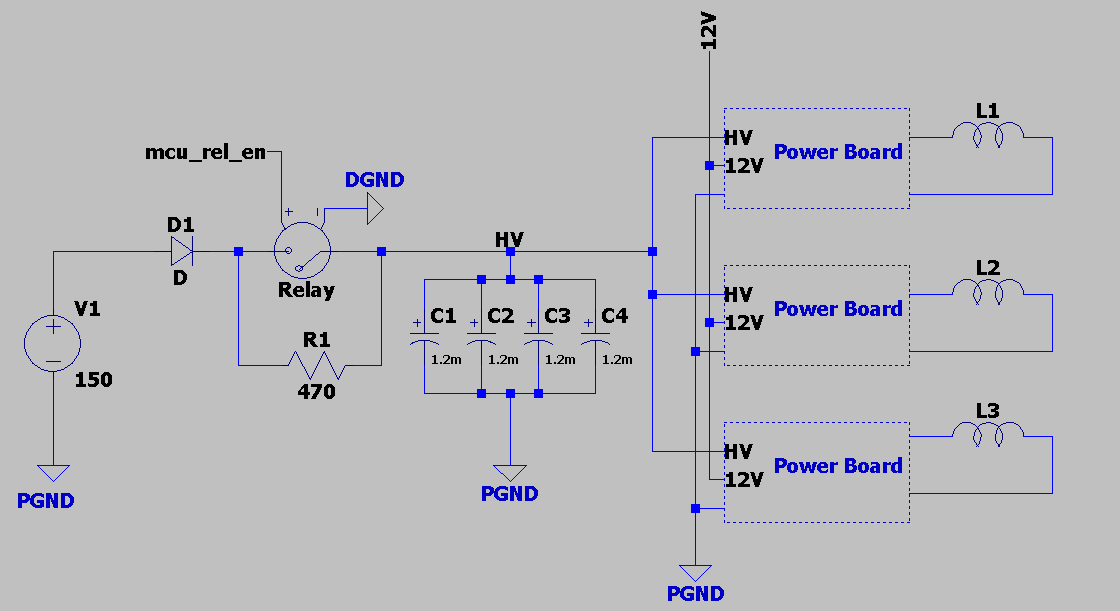 12V
L1
HV
Power Board
12V
mcu_rel_en
DGND
+
D1
HV
D
Relay
L2
HV
Power Board
12V
V1
+
C1
+
C2
+
C3
+
C4
R1
1.2m
1.2m
1.2m
1.2m
150
470
L3
HV
Power Board
12V
PGND
PGND
PGND